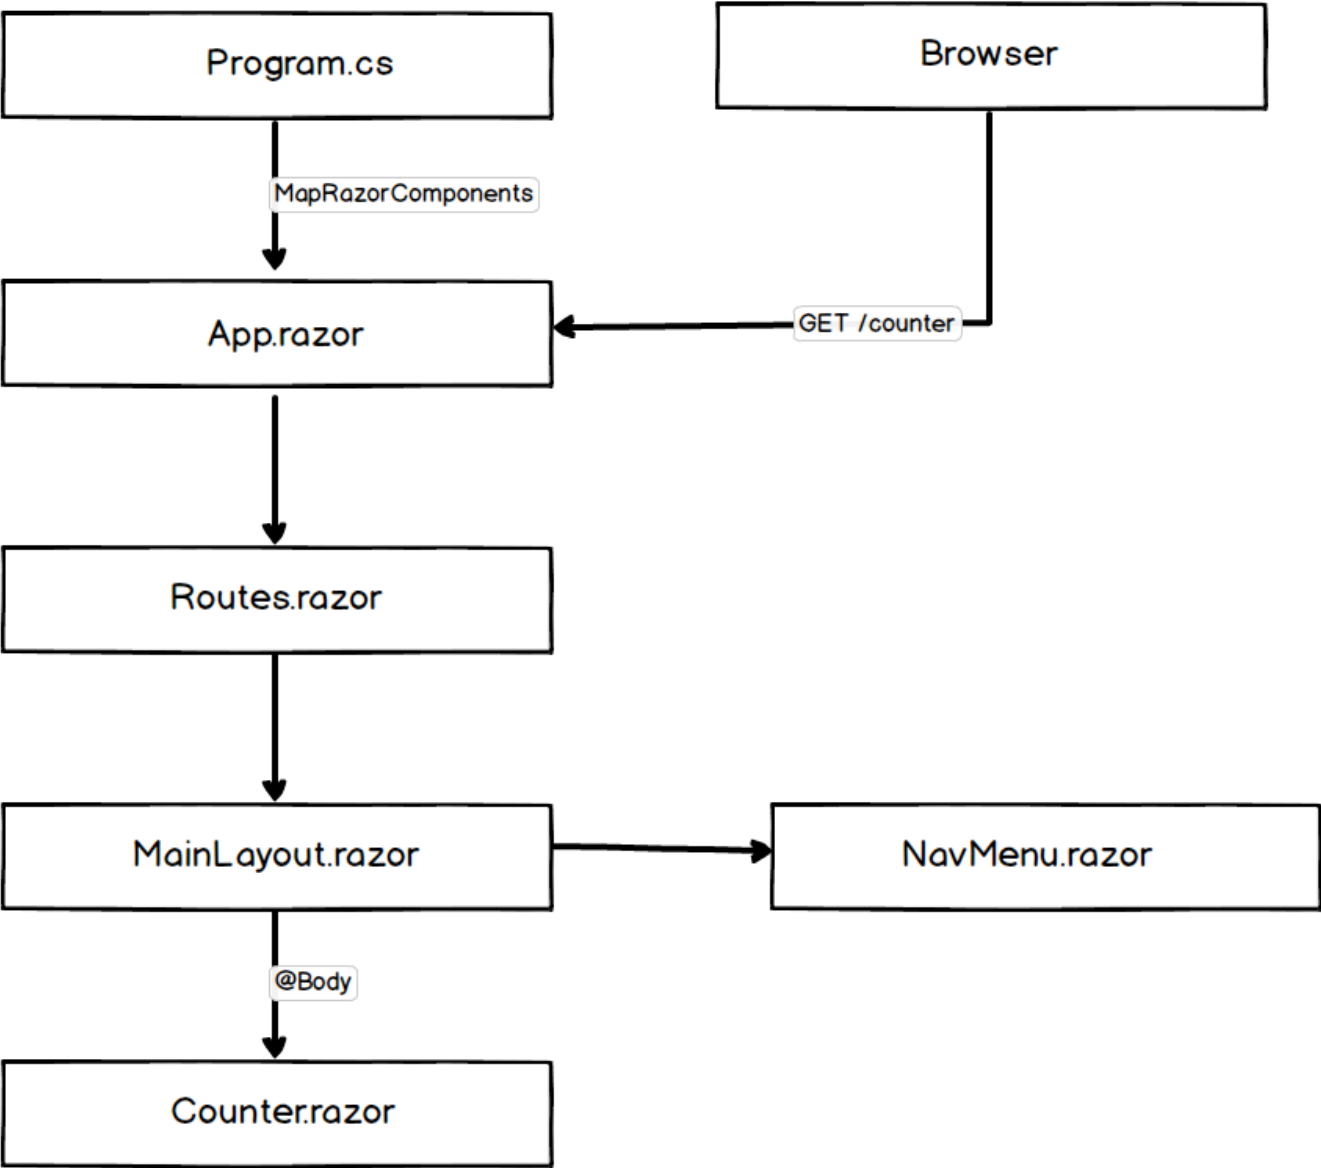 Program.cs
Browser
MapRazorComponents
App.razor
GET /counter
Routes.razor
MainLayout.razor
NavMenu.razor
@Body
Counter.razor